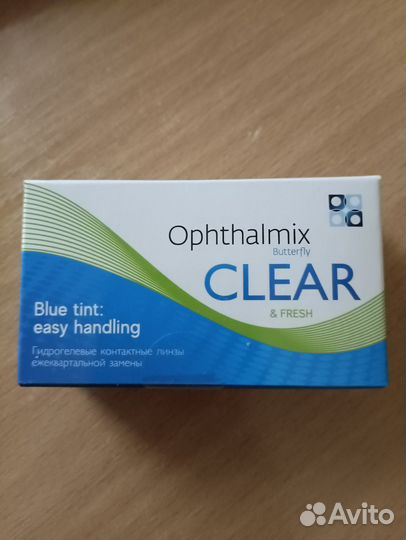 Ophthalmix
Butterfly
CLEAR
& FRESH
Blue tint:
easy handling
Гидрогелевые контактные линзы
ежеквартальной замены
Avito